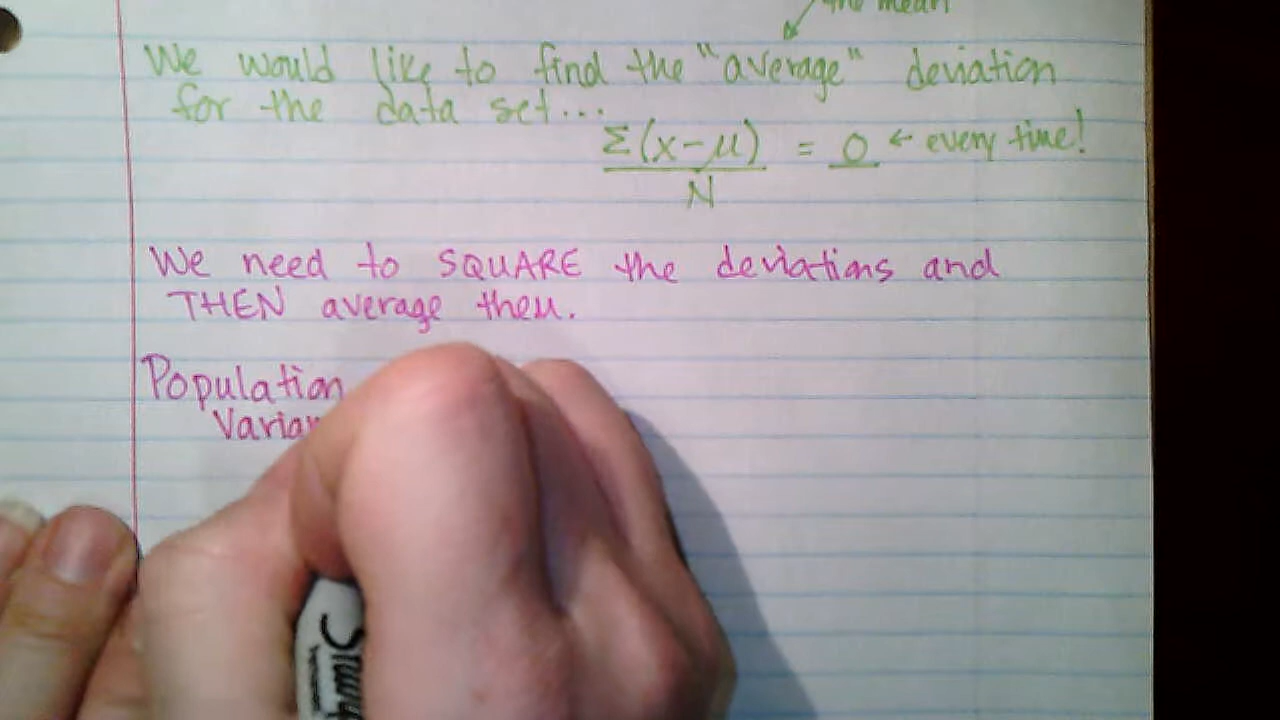 the mean
We would like to find the "average" deviation
for the data set...
Σ(x-μ) = 0 ← every time!
N
We need to SQUARE the deviations and
THEN average them.
Population